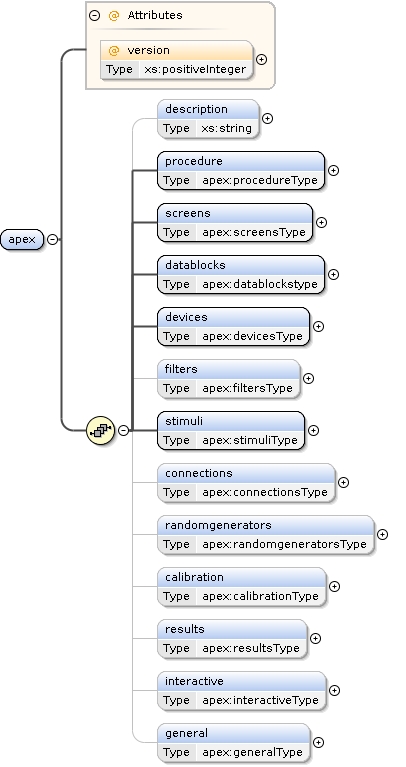 @ Attributes
@ version
Type xs:positiveInteger
description
Type xs:string
procedure
Type apex:procedureType
screens
Type apex:screensType
apex
datablocks
Type apex:datablockstype
devices
Type apex:devicesType
filters
Type apex:filtersType
stimuli
Type apex:stimuliType
connections
Type apex:connectionsType
randomgenerators
Type apex:randomgeneratorsType
calibration
Type apex:calibrationType
results
Type apex:resultsType
interactive
Type apex:interactiveType
general
Type apex:generalType